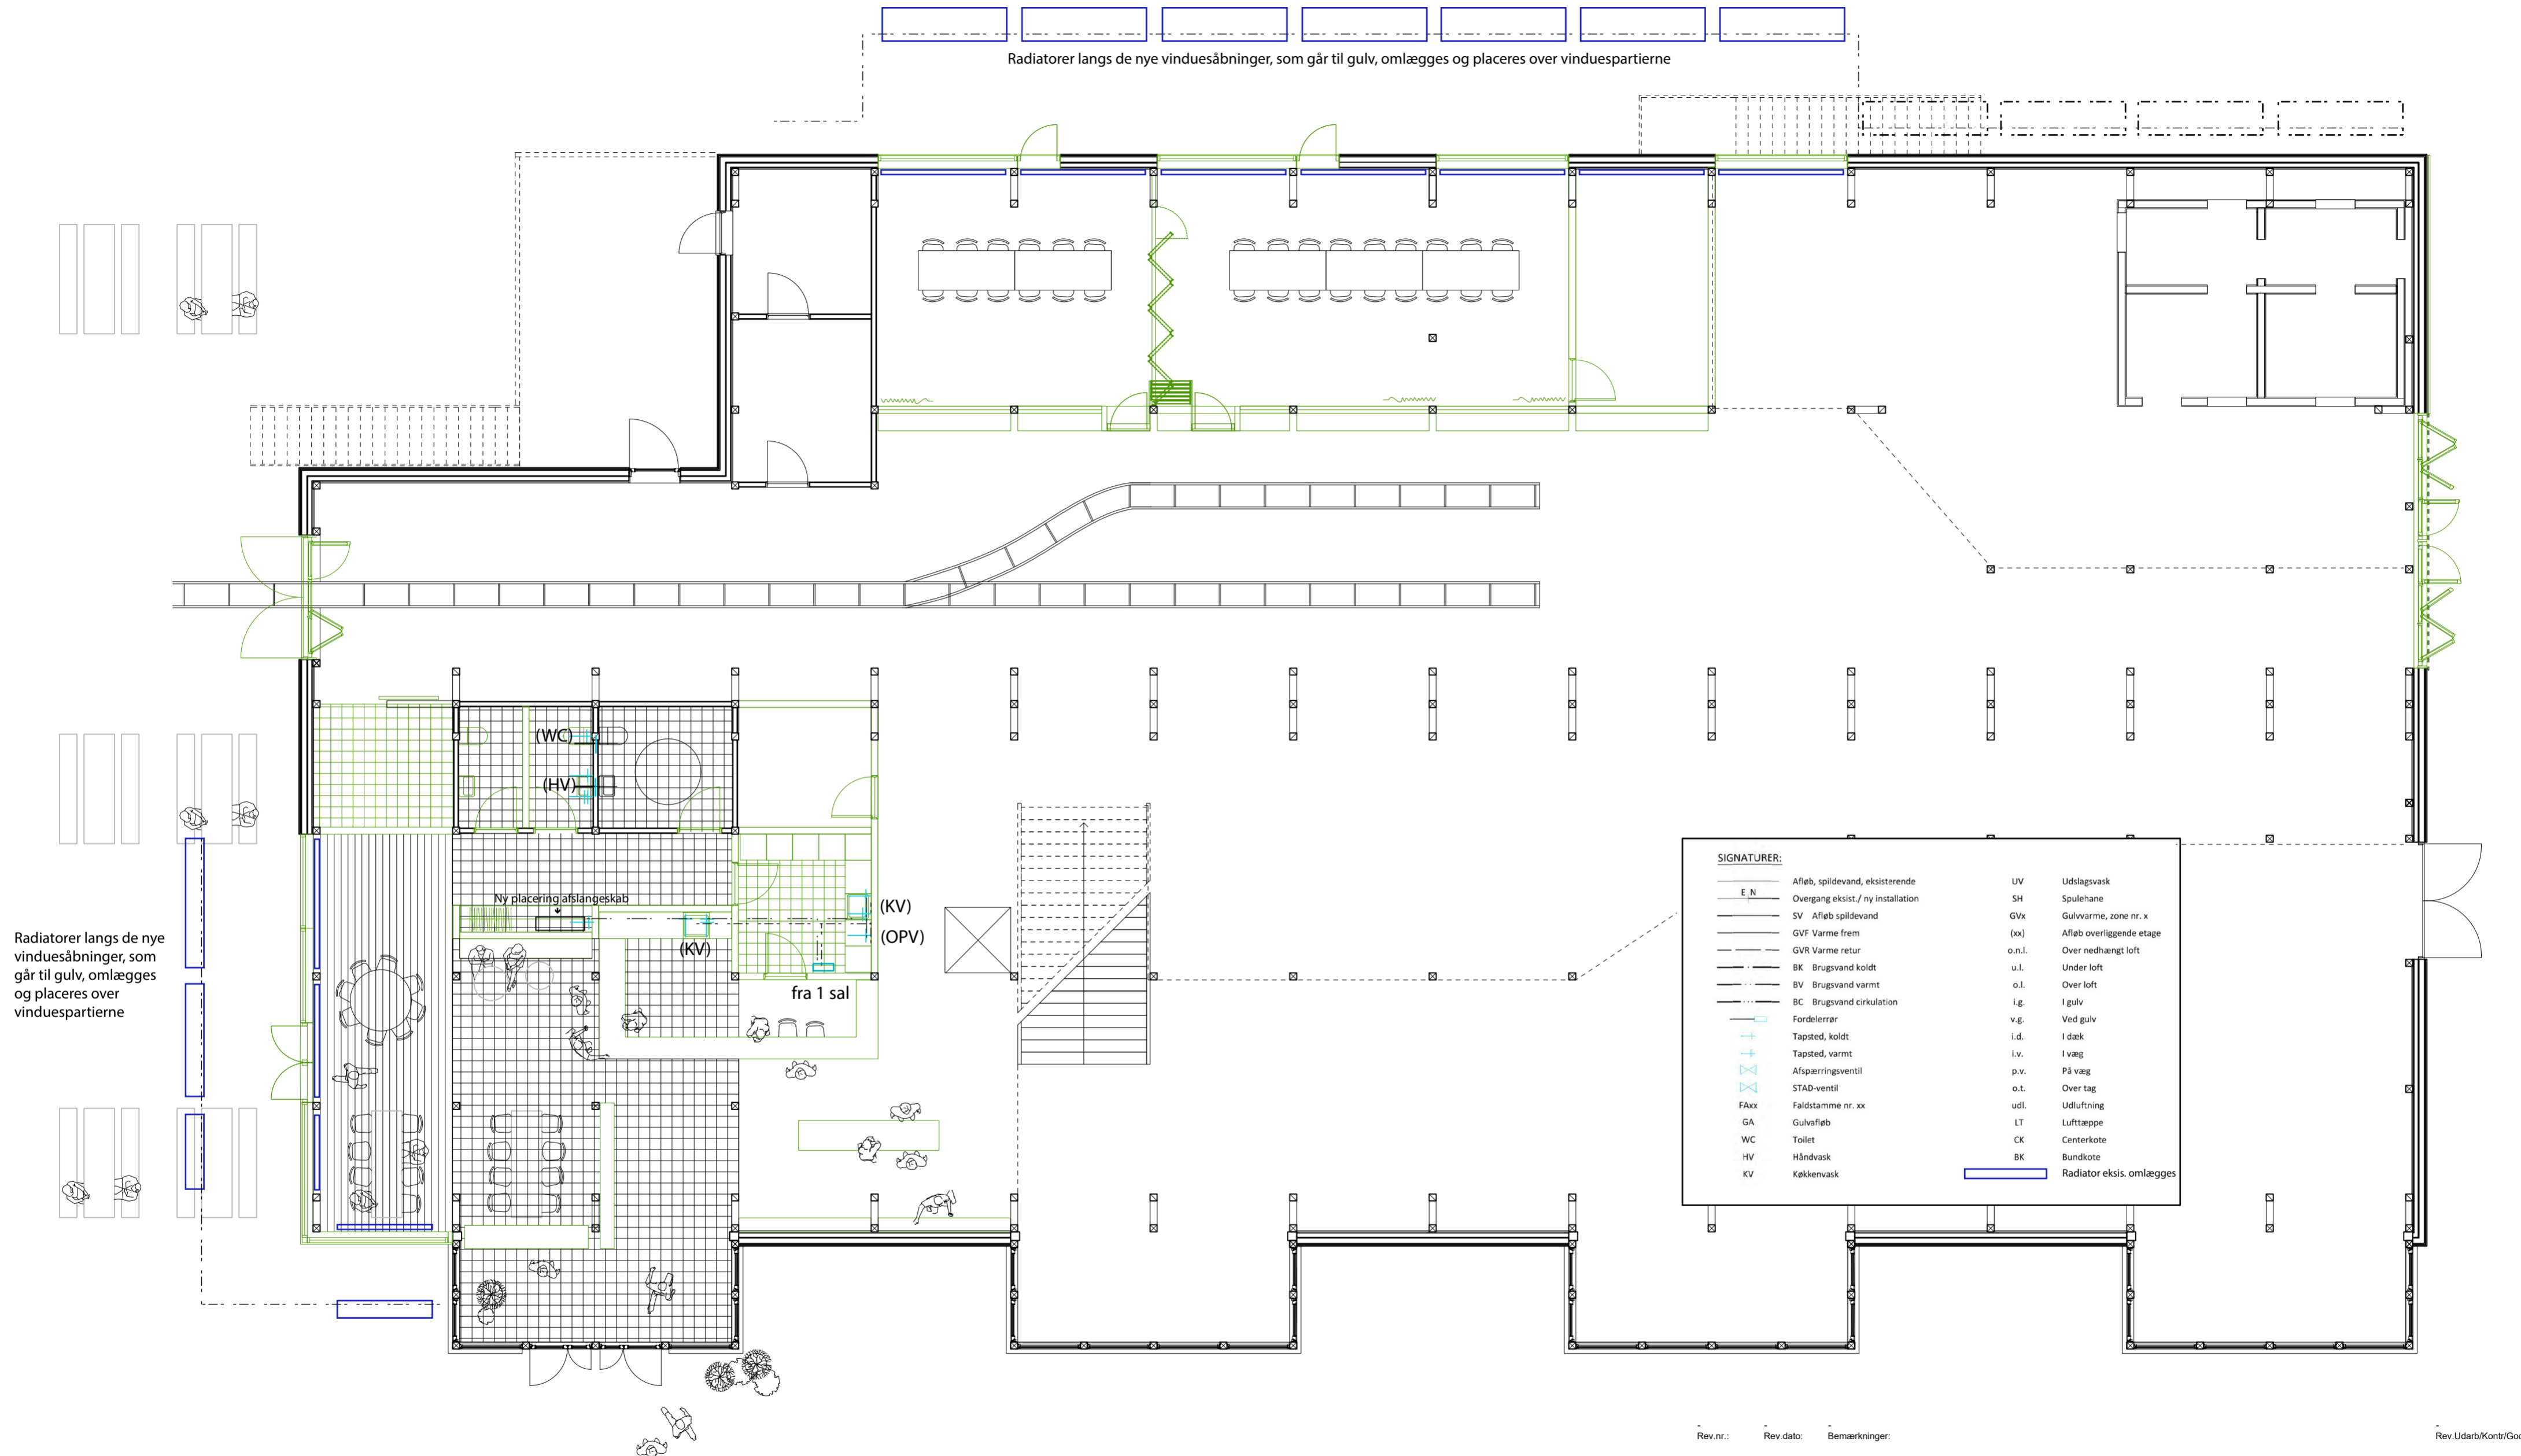 Radiatorer langs de nye vinduesåbninger, som går til gulv, omlægges og placeres over vinduespartierne
(WC)
(HV)
Ny placering afslangeskab
(KV)
(OPV)
(KV)
fra 1 sal
Radiatorer langs de nye
vinduesåbninger, som
går til gulv, omlægges
og placeres over
vinduespartierne
SIGNATURER:
Afløb, spildevand, eksisterende
E N Overgang eksist./ ny installation
SV Afløb spildevand
GVF Varme frem
GVR Varme retur
BK Brugsvand koldt
BV Brugsvand varmt
BC Brugsvand cirkulation
Fordelerrør
Tapsted, koldt
Tapsted, varmt
Afspærringsventil
STAD-ventil
FAxx Faldstamme nr. xx
GA Gulvafløb
WC Toilet
HV Håndvask
KV Køkkenvask
UV Udslagsvask
SH Spulehane
GVx Gulvvarme, zone nr. x
(xx) Afløb overliggende etage
o.n.l. Over nedhængt loft
u.l. Under loft
o.l. Over loft
i.g. I gulv
v.g. Ved gulv
i.d. I dæk
i.v. I væg
p.v. På væg
o.t. Over tag
udl. Udluftning
LT Lufttæppe
CK Centerkote
BK Bundkote
Radiator eksis. omlægges
- - - -
Rev.nr.: Rev.dato: Bemærkninger: Rev.Udarb/Kontr/Goo